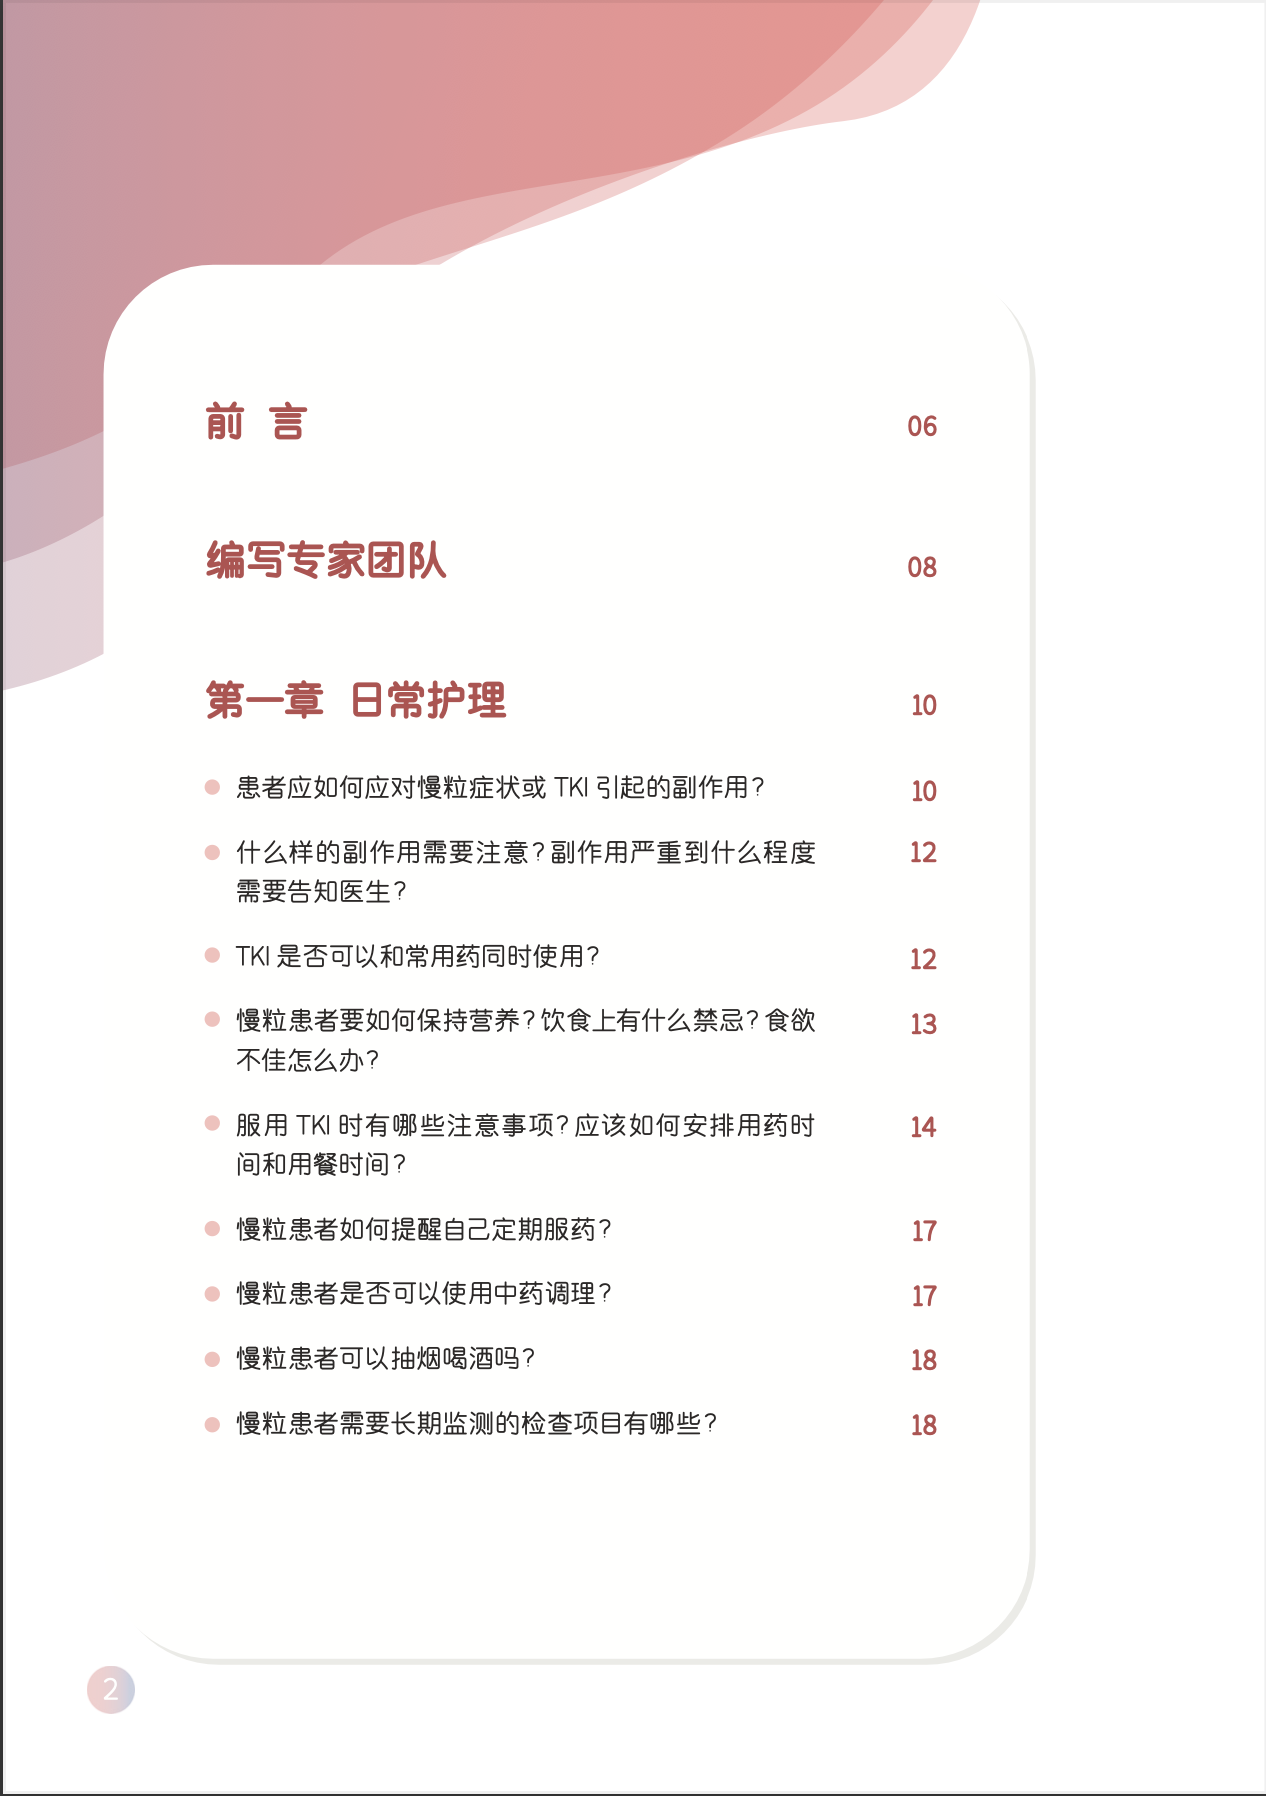 前 言 06
编写专家团队 08
第一章 日常护理 10
患者应如何应对慢粒症状或 TKI 引起的副作用？ 10
什么样的副作用需要注意？副作用严重到什么程度 12
需要告知医生？
TKI 是否可以和常用药同时使用？ 12
慢粒患者要如何保持营养？饮食上有什么禁忌？食欲 13
不佳怎么办？
服用 TKI 时有哪些注意事项？应该如何安排用药时 14
间和用餐时间？
慢粒患者如何提醒自己定期服药？ 17
慢粒患者是否可以使用中药调理？ 17
慢粒患者可以抽烟喝酒吗？ 18
慢粒患者需要长期监测的检查项目有哪些？ 18
2